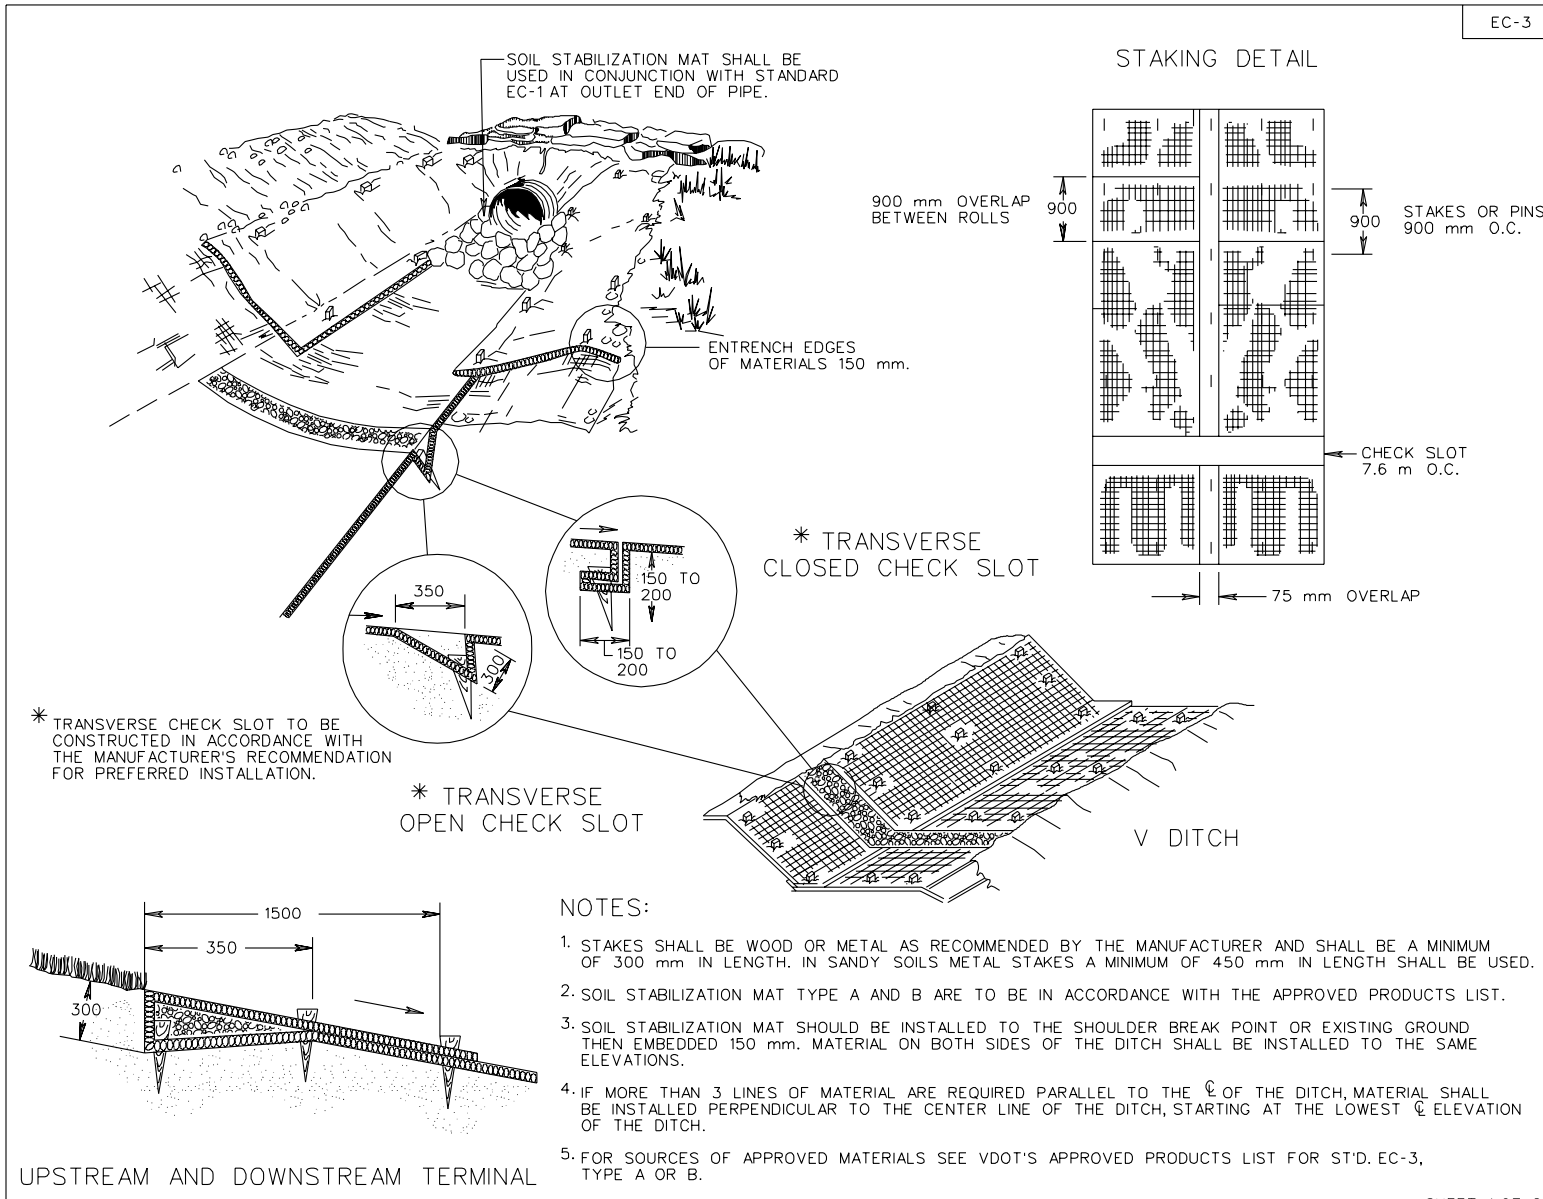 EC-3
SOIL STABILIZATION MAT SHALL BE
USED IN CONJUNCTION WITH STANDARD
EC-1 AT OUTLET END OF PIPE.
STAKING DETAIL
900 mm OVERLAP
BETWEEN ROLLS
900
900
STAKES OR PINS
900 mm O.C.
ENTRENCH EDGES
OF MATERIALS 150 mm.
CHECK SLOT
7.6 m O.C.
75 mm OVERLAP
* TRANSVERSE
CLOSED CHECK SLOT
150 TO
200
150 TO
200
350
300
* TRANSVERSE CHECK SLOT TO BE
CONSTRUCTED IN ACCORDANCE WITH
THE MANUFACTURER'S RECOMMENDATION
FOR PREFERRED INSTALLATION.
* TRANSVERSE
OPEN CHECK SLOT
V DITCH
1500
350
300
UPSTREAM AND DOWNSTREAM TERMINAL
NOTES:
1. STAKES SHALL BE WOOD OR METAL AS RECOMMENDED BY THE MANUFACTURER AND SHALL BE A MINIMUM
OF 300 mm IN LENGTH. IN SANDY SOILS METAL STAKES A MINIMUM OF 450 mm IN LENGTH SHALL BE USED.
2. SOIL STABILIZATION MAT TYPE A AND B ARE TO BE IN ACCORDANCE WITH THE APPROVED PRODUCTS LIST.
3. SOIL STABILIZATION MAT SHOULD BE INSTALLED TO THE SHOULDER BREAK POINT OR EXISTING GROUND
THEN EMBEDDED 150 mm. MATERIAL ON BOTH SIDES OF THE DITCH SHALL BE INSTALLED TO THE SAME
ELEVATIONS.
4. IF MORE THAN 3 LINES OF MATERIAL ARE REQUIRED PARALLEL TO THE ℄ OF THE DITCH, MATERIAL SHALL
BE INSTALLED PERPENDICULAR TO THE CENTER LINE OF THE DITCH, STARTING AT THE LOWEST ℄ ELEVATION
OF THE DITCH.
5. FOR SOURCES OF APPROVED MATERIALS SEE VDOT'S APPROVED PRODUCTS LIST FOR ST'D. EC-3,
TYPE A OR B.